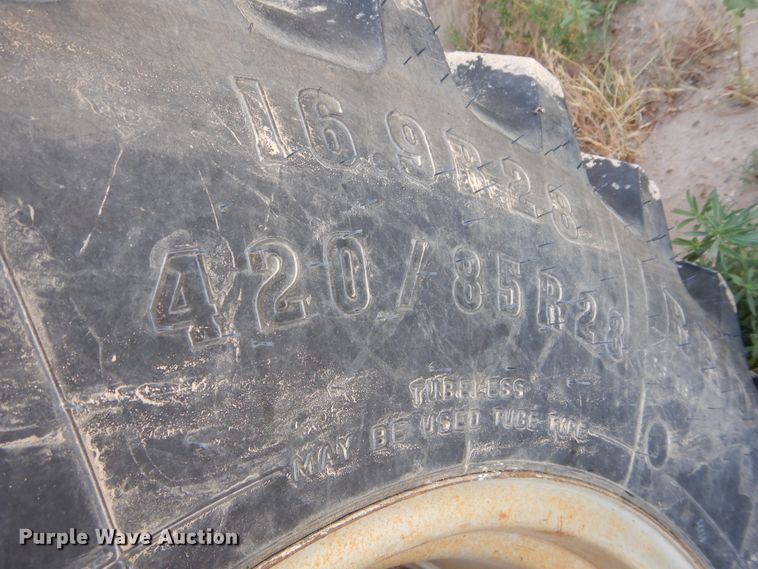 16.9R28
420/85R28
TUBELESS
MAY BE USED TUBE TYPE
Purple Wave Auction